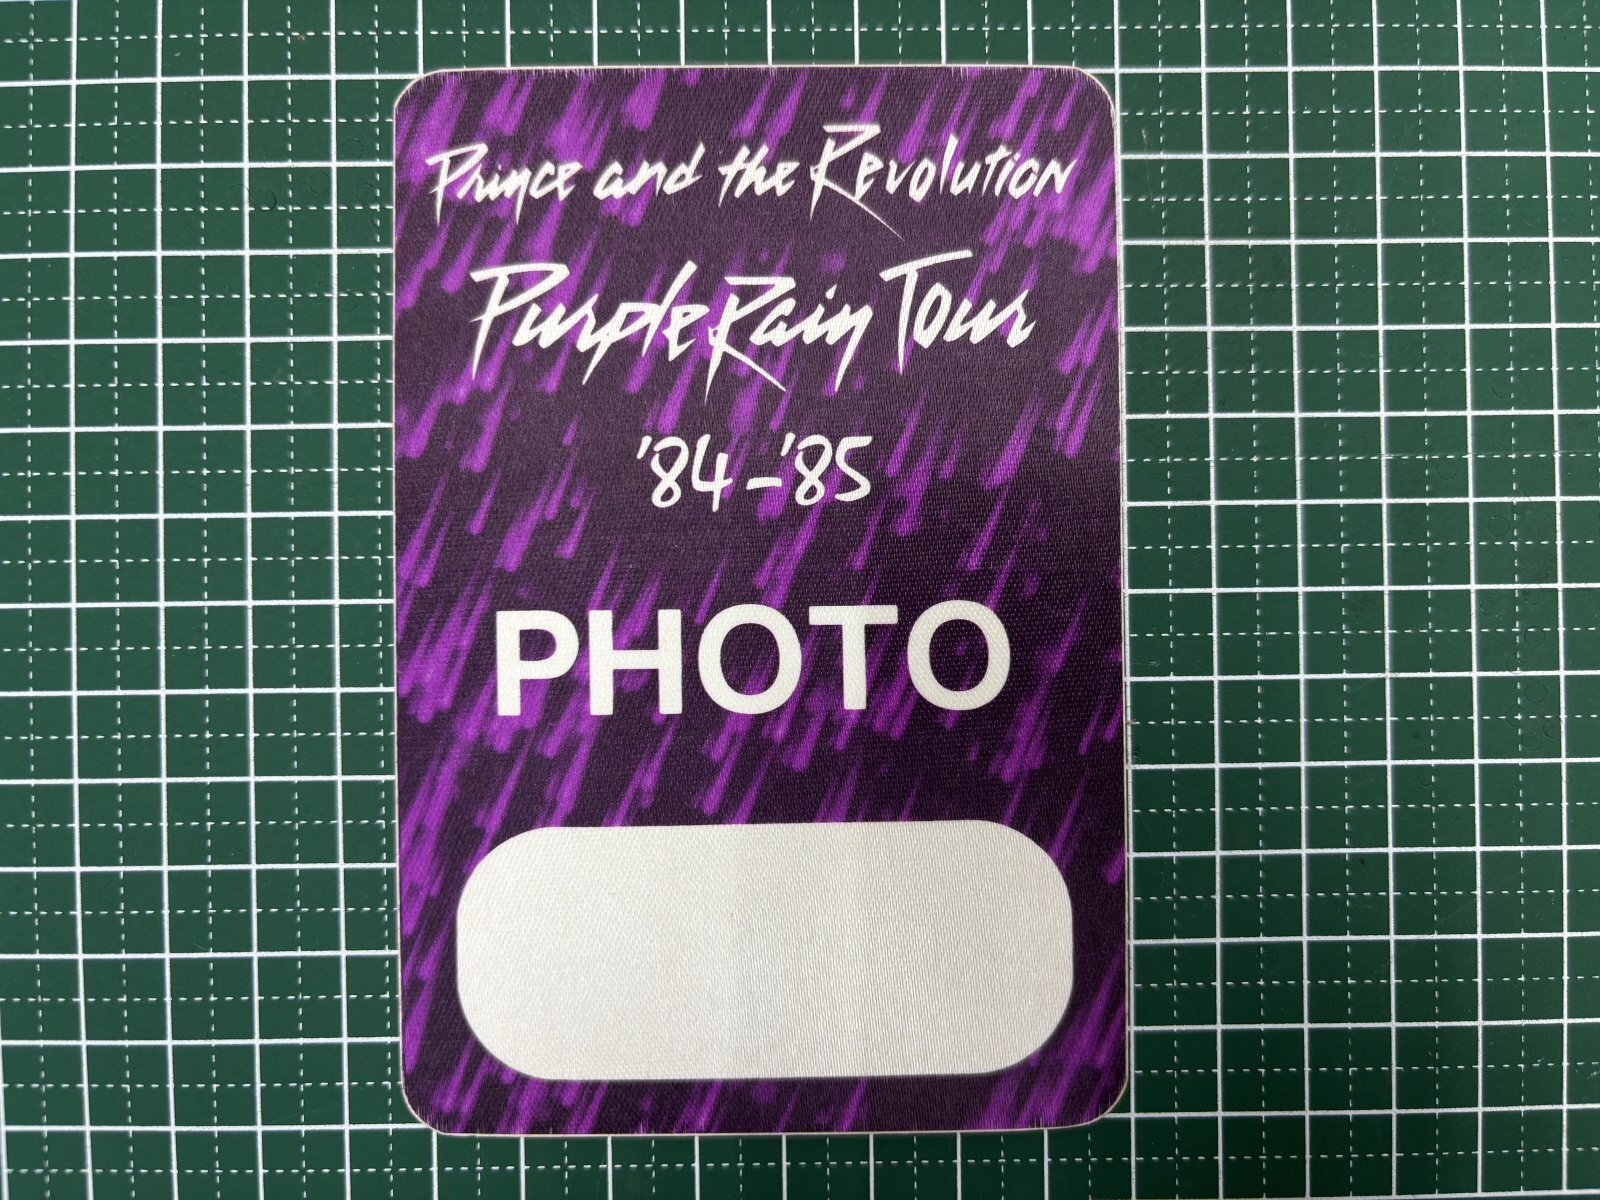 Prince and the Revolution
Purple Rain Tour
'84-'85
PHOTO